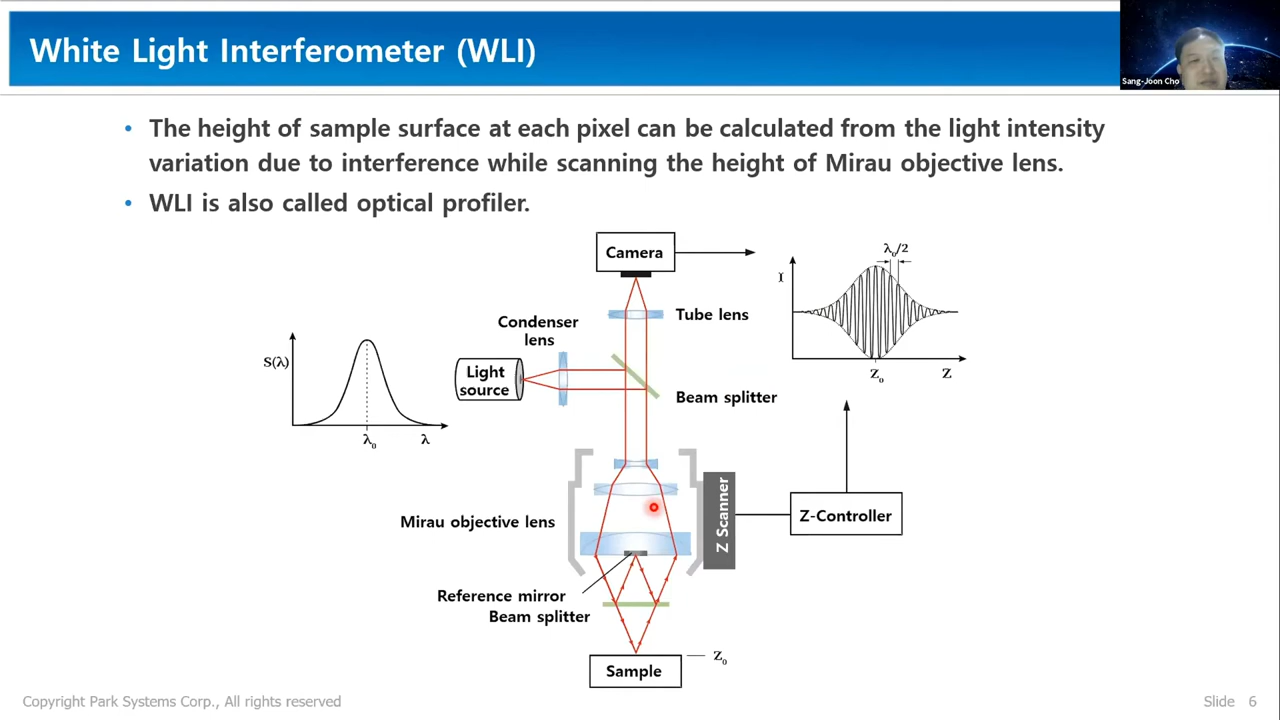 White Light Interferometer (WLI)
Sang-Joon Cho
• The height of sample surface at each pixel can be calculated from the light intensity
variation due to interference while scanning the height of Mirau objective lens.
• WLI is also called optical profiler.
Camera
λ₀/2
I
Tube lens
Condenser
lens
S(λ)
Light
source
Z₀
Z
Beam splitter
λ₀
λ
Z Scanner
Z-Controller
Mirau objective lens
Reference mirror
Beam splitter
Z₀
Sample
Copyright Park Systems Corp., All rights reserved
Slide 6